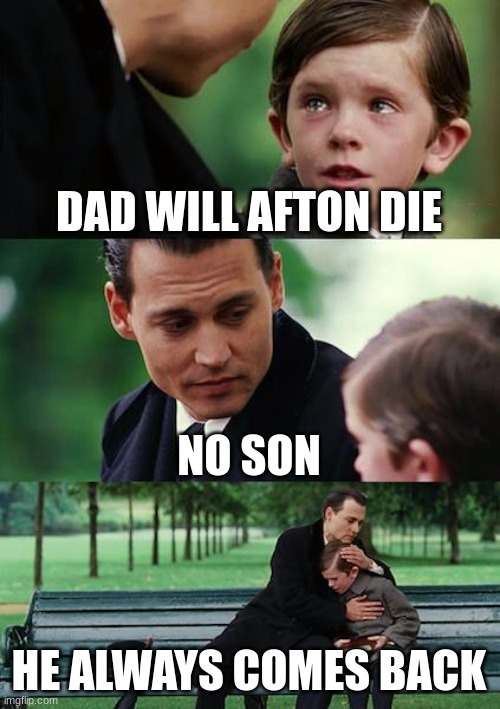 DAD WILL AFTON DIE
NO SON
HE ALWAYS COMES BACK
imgflip.com